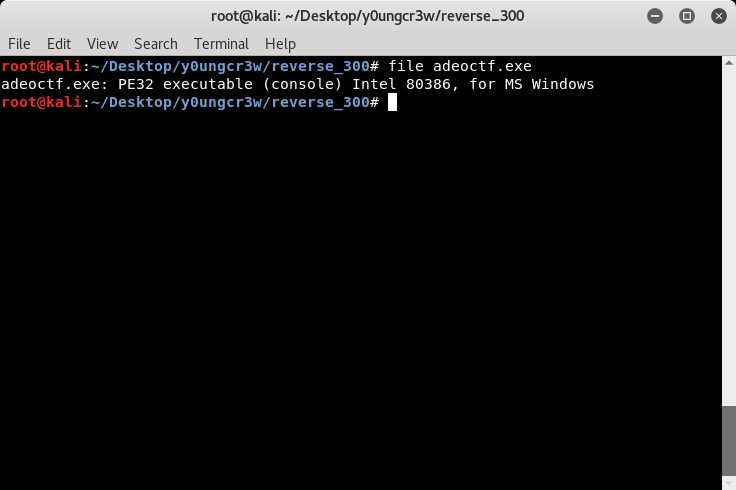 root@kali: ~/Desktop/y0ungcr3w/reverse_300
File Edit View Search Terminal Help
root@kali:~/Desktop/y0ungcr3w/reverse_300# file adeoctf.exe
adeoctf.exe: PE32 executable (console) Intel 80386, for MS Windows
root@kali:~/Desktop/y0ungcr3w/reverse_300#